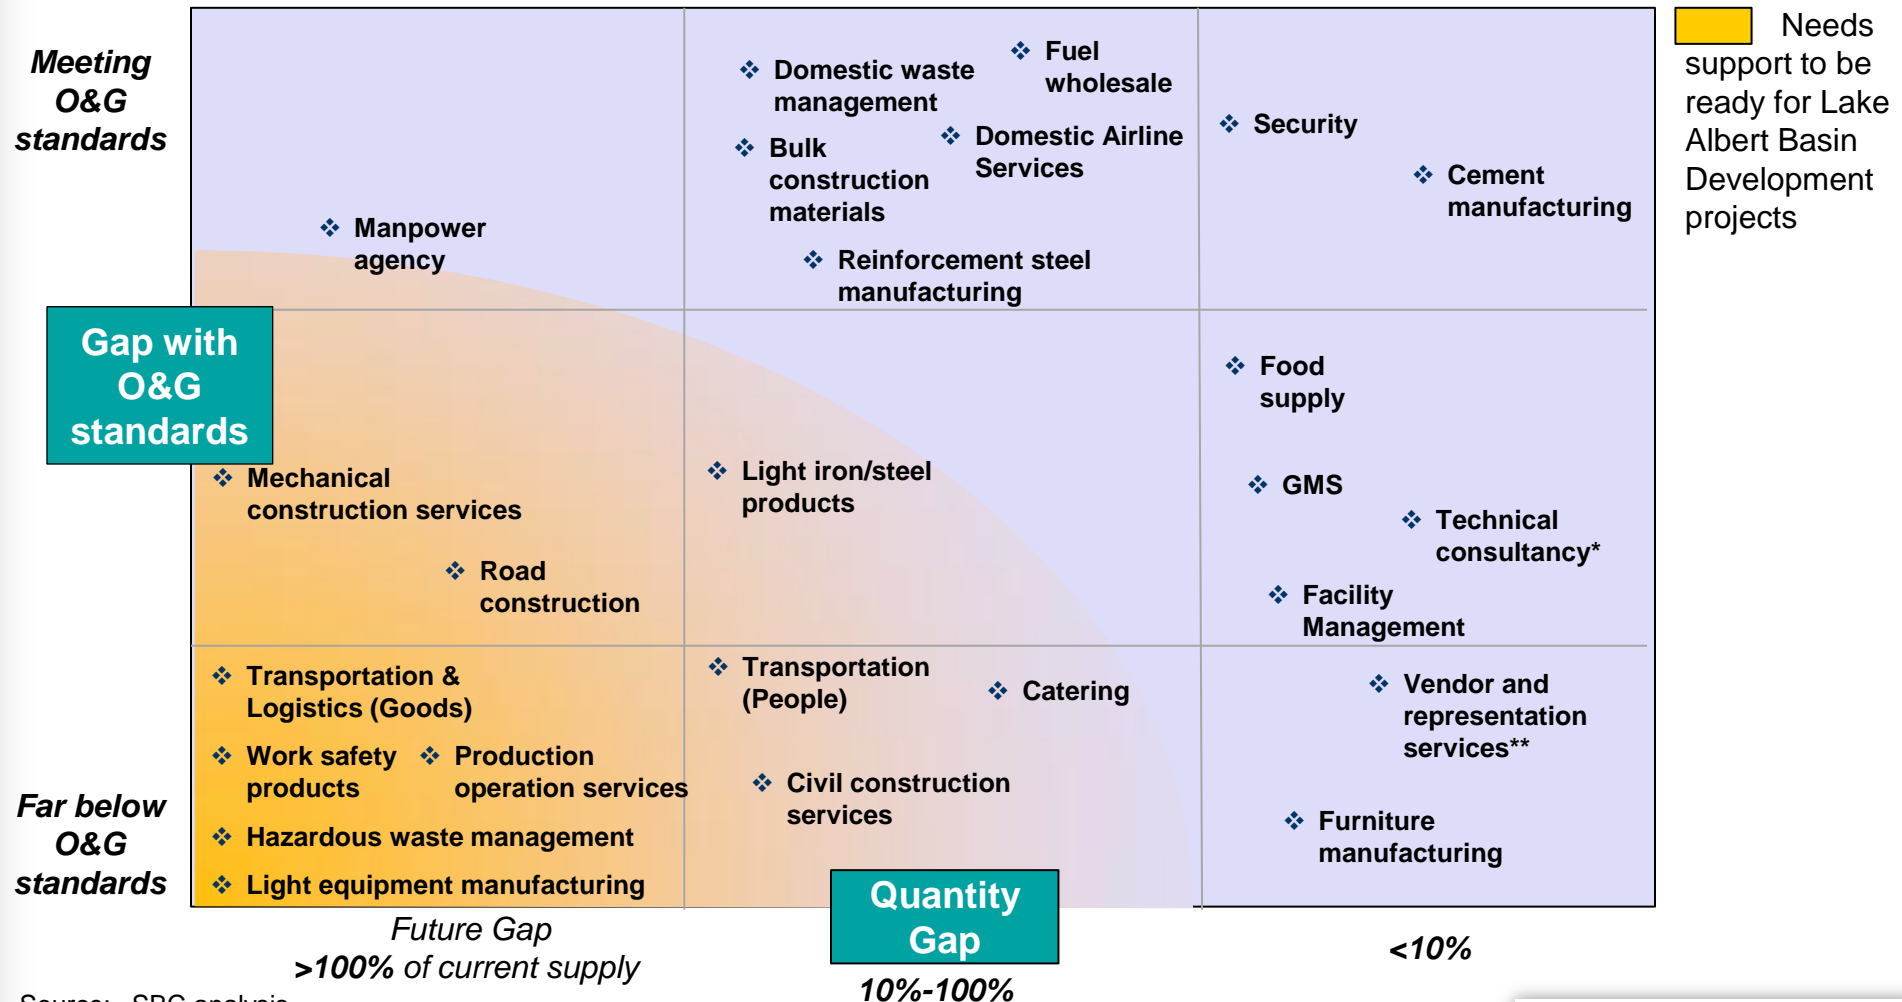 Meeting
O&G
standards
Domestic waste
management
Fuel
wholesale
Bulk
construction
materials
Domestic Airline
Services
Security
Cement
manufacturing
Manpower
agency
Reinforcement steel
manufacturing
Needs
support to be
ready for Lake
Albert Basin
Development
projects
Gap with
O&G
standards
Mechanical
construction services
Road
construction
Light iron/steel
products
Food
supply
GMS
Technical
consultancy*
Facility
Management
Far below
O&G
standards
Transportation &
Logistics (Goods)
Work safety
products
Production
operation services
Hazardous waste management
Light equipment manufacturing
Transportation
(People)
Catering
Civil construction
services
Vendor and
representation
services**
Furniture
manufacturing
Future Gap
>100% of current supply
Quantity
Gap
10%-100%
<10%
Source: SBC analysis